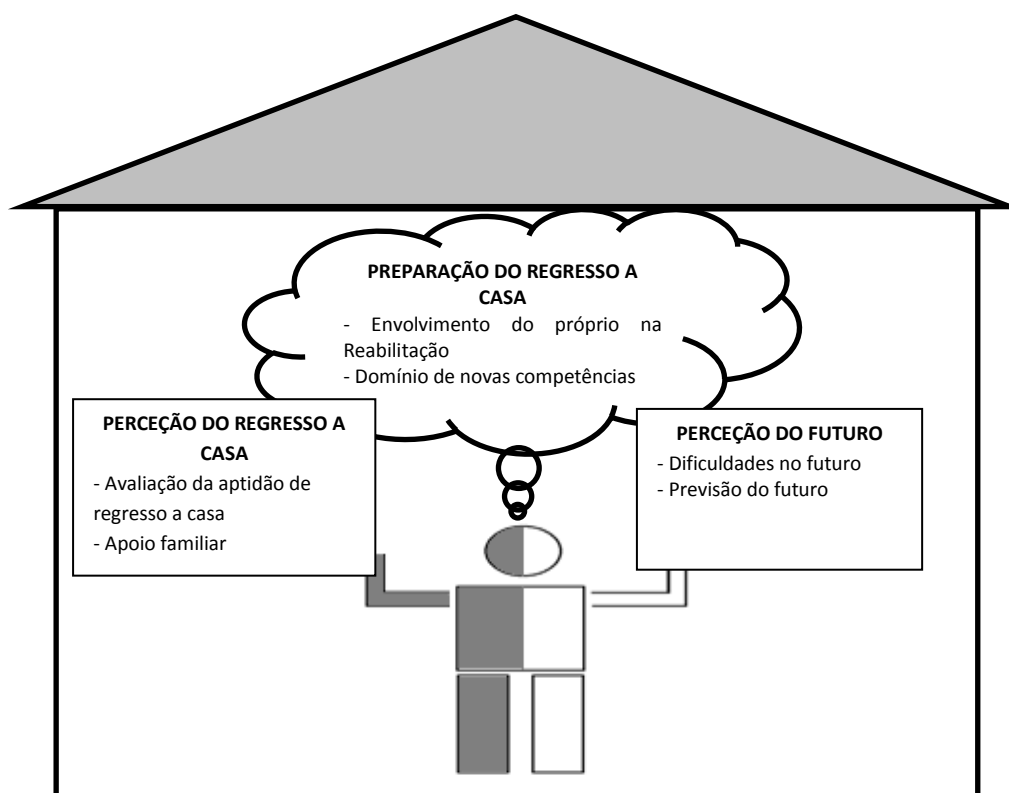 PREPARAÇÃO DO REGRESSO A
CASA
- Envolvimento do próprio na
Reabilitação
- Domínio de novas competências
PERCEÇÃO DO REGRESSO A
CASA
- Avaliação da aptidão de
regresso a casa
- Apoio familiar
PERCEÇÃO DO FUTURO
- Dificuldades no futuro
- Previsão do futuro